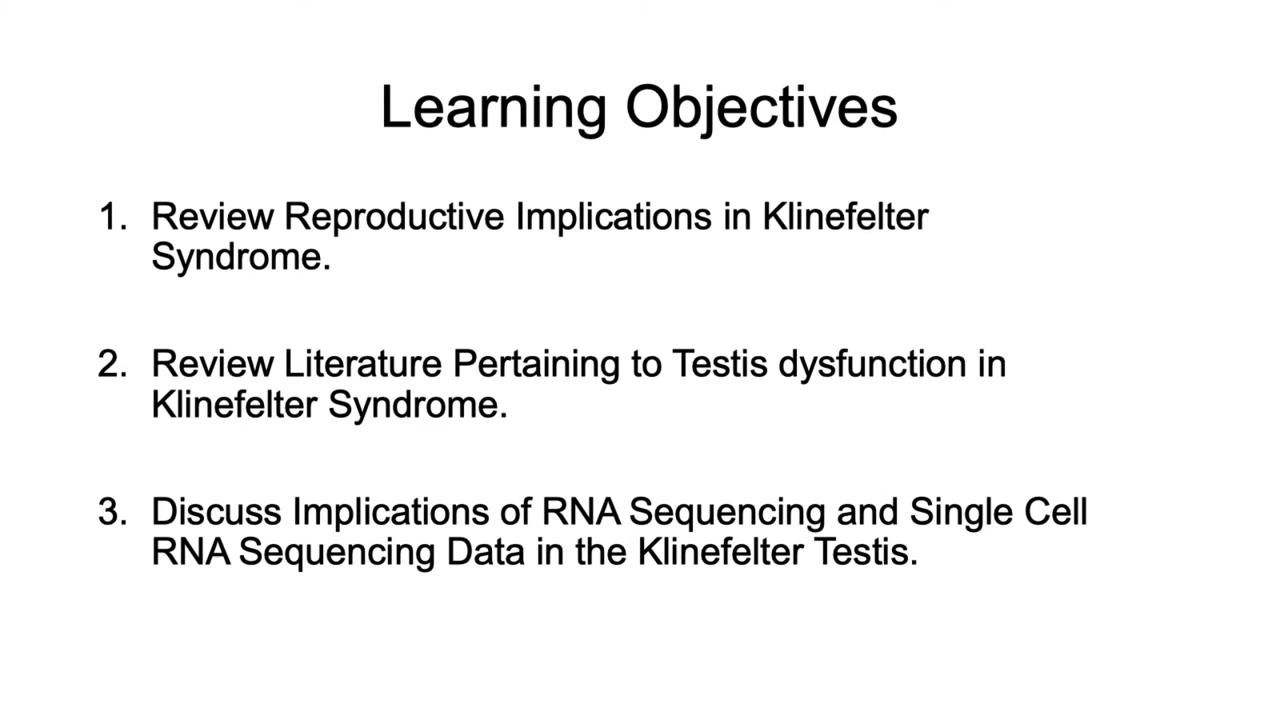 Learning Objectives
1. Review Reproductive Implications in Klinefelter
Syndrome.
2. Review Literature Pertaining to Testis dysfunction in
Klinefelter Syndrome.
3. Discuss Implications of RNA Sequencing and Single Cell
RNA Sequencing Data in the Klinefelter Testis.